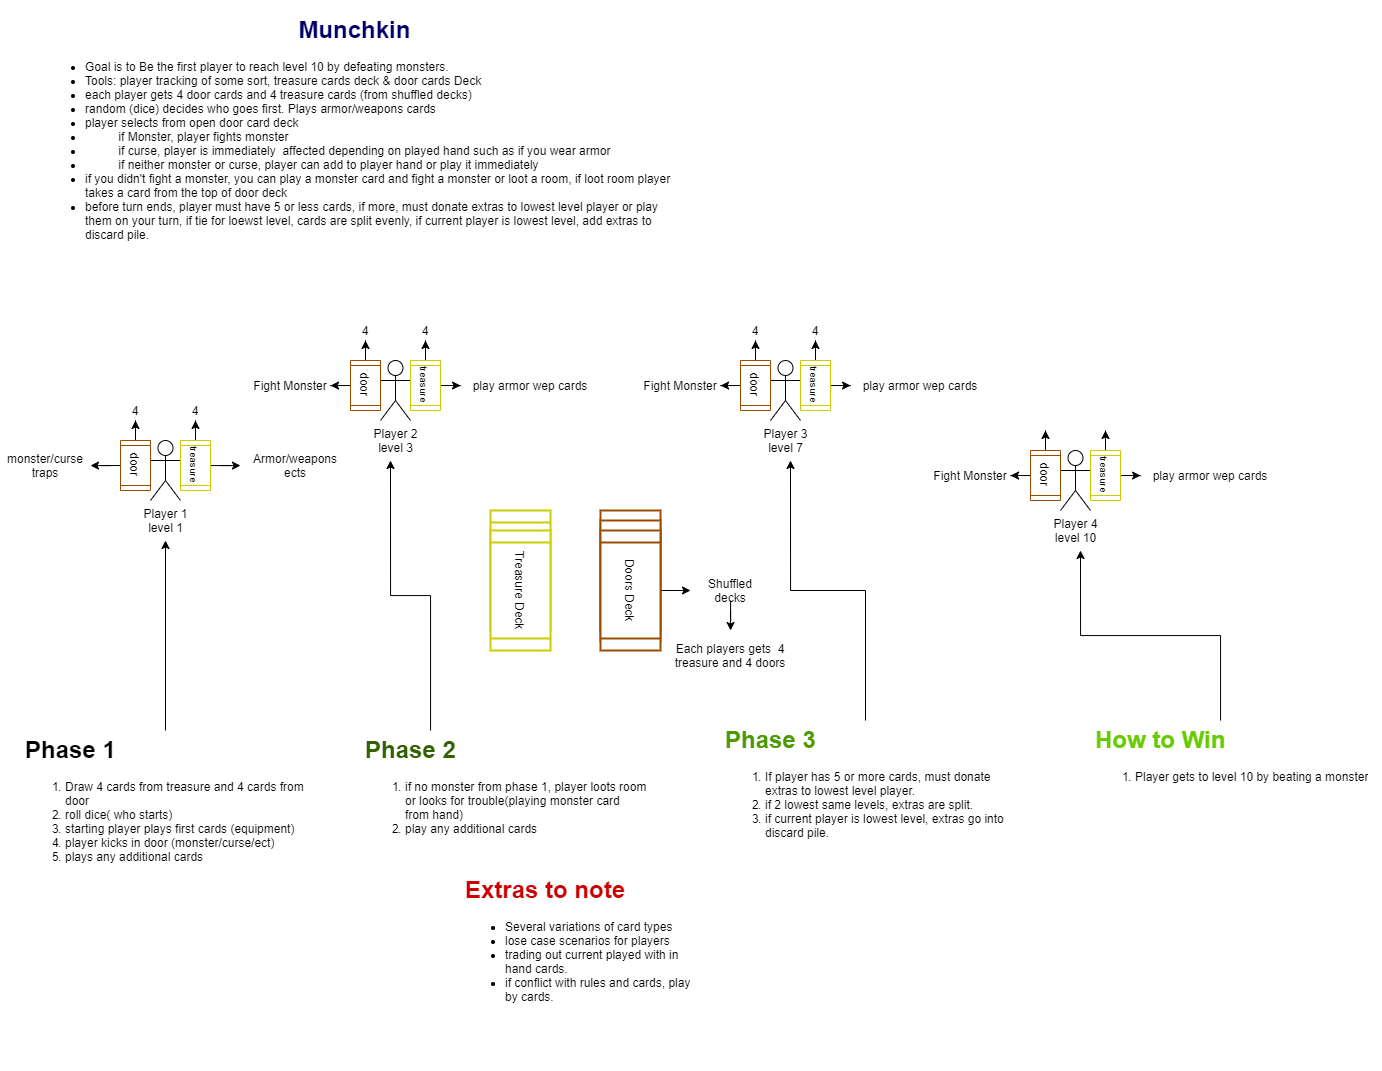 Munchkin
Goal is to Be the first player to reach level 10 by defeating monsters.
Tools: player tracking of some sort, treasure cards deck & door cards Deck
each player gets 4 door cards and 4 treasure cards (from shuffled decks)
random (dice) decides who goes first. Plays armor/weapons cards
player selects from open door card deck
if Monster, player fights monster
if curse, player is immediately affected depending on played hand such as if you wear armor
if neither monster or curse, player can add to player hand or play it immediately
if you didn't fight a monster, you can play a monster card and fight a monster or loot a room, if loot room player
takes a card from the top of door deck
before turn ends, player must have 5 or less cards, if more, must donate extras to lowest level player or play
them on your turn, if tie for loewst level, cards are split evenly, if current player is lowest level, add extras to
discard pile.
4
4
monster/curse
traps
door
treasure
Armor/weapons
ects
Player 1
level 1
4
4
Fight Monster
door
treasure
play armor wep cards
Player 2
level 3
4
4
Fight Monster
door
treasure
play armor wep cards
Player 3
level 7
Fight Monster
door
treasure
play armor wep cards
Player 4
level 10
Treasure Deck
Doors Deck
Shuffled
decks
Each players gets 4
treasure and 4 doors
Phase 1
1. Draw 4 cards from treasure and 4 cards from
door
2. roll dice( who starts)
3. starting player plays first cards (equipment)
4. player kicks in door (monster/curse/ect)
5. plays any additional cards
Phase 2
1. if no monster from phase 1, player loots room
or looks for trouble(playing monster card
from hand)
2. play any additional cards
Phase 3
1. If player has 5 or more cards, must donate
extras to lowest level player.
2. if 2 lowest same levels, extras are split.
3. if current player is lowest level, extras go into
discard pile.
How to Win
1. Player gets to level 10 by beating a monster
Extras to note
Several variations of card types
lose case scenarios for players
trading out current played with in
hand cards.
if conflict with rules and cards, play
by cards.